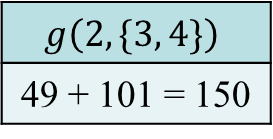 g(2,{3,4})
49 + 101 = 150